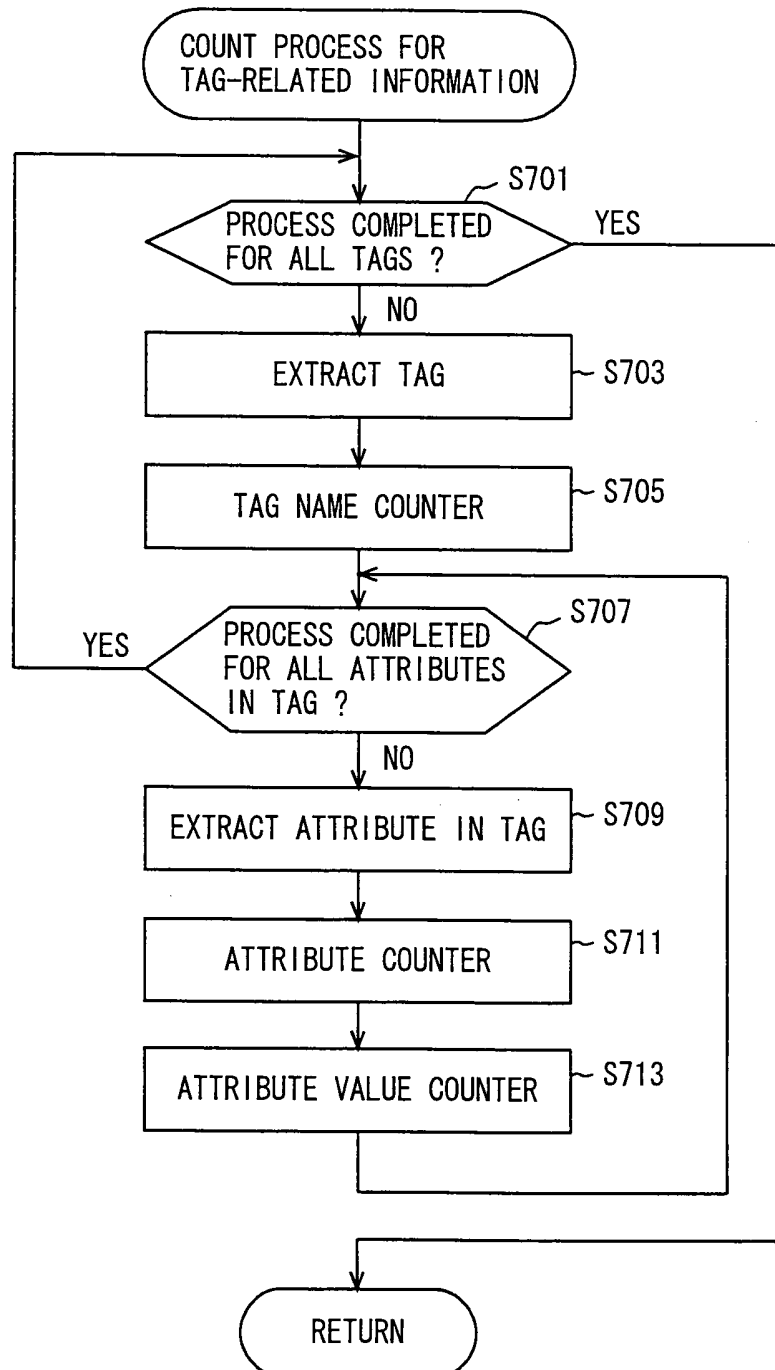 COUNT PROCESS FOR
TAG-RELATED INFORMATION
S701
PROCESS COMPLETED
FOR ALL TAGS ?
YES
NO
EXTRACT TAG
S703
TAG NAME COUNTER
S705
S707
YES
PROCESS COMPLETED
FOR ALL ATTRIBUTES
IN TAG ?
NO
EXTRACT ATTRIBUTE IN TAG
S709
ATTRIBUTE COUNTER
S711
ATTRIBUTE VALUE COUNTER
S713
RETURN